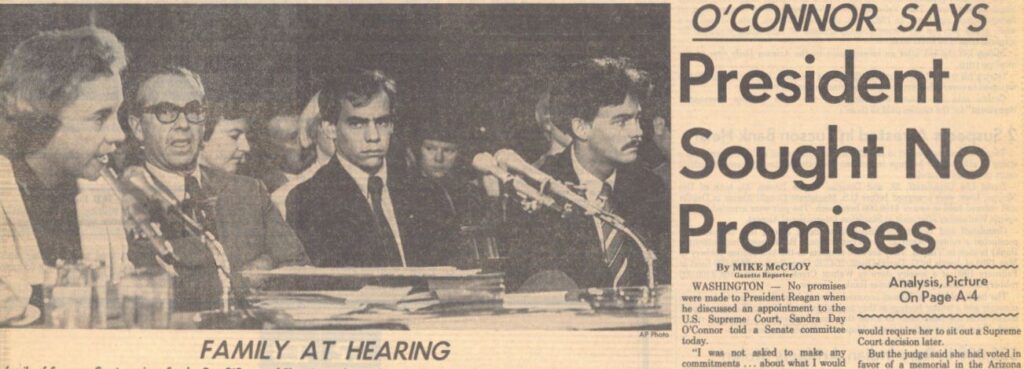 O'CONNOR SAYS
President
Sought No
Promises
By MIKE McCLOY
Gazette Reporter
WASHINGTON — No promises
were made to President Reagan when
he discussed an appointment to the
U.S. Supreme Court, Sandra Day
O'Connor told a Senate committee
today.
"I was not asked to make any
commitments . . . about what I would
Analysis, Picture
On Page A-4
would require her to sit out a Supreme
Court decision later.
But the judge said she had voted in
favor of a memorial in the Arizona
AP Photo
FAMILY AT HEARING